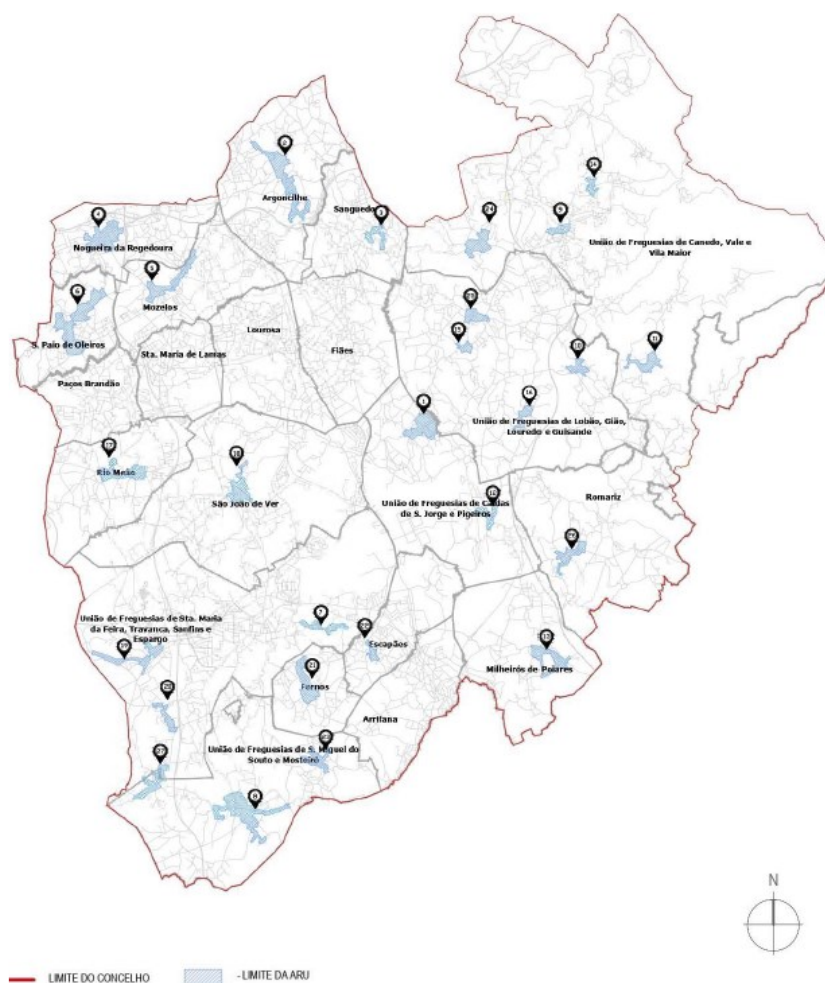 Argoncilhe
Nogueira da Regedoura
União de Freguesias de Canedo, Vale e
Vila Maior
Mozelos
Lourosa
S. Paio de Oleiros
Sta. Maria de Lamas
Fiães
Paços Brandão
União de Freguesias de Lobão, Gião,
Louredo e Guisande
Rio Meão
São João de Ver
União de Freguesias de Caldas
de S. Jorge e Pigeiros
Romariz
União de Freguesias de Sta. Maria
da Feira, Travanca, Sanfins e
Espargo
Escapães
Milheirós de Poiares
Fornos
Arrifana
União de Freguesias de S. Miguel do
Souto e Mosteirô
N
LIMITE DO CONCELHO
- LIMITE DA ARU